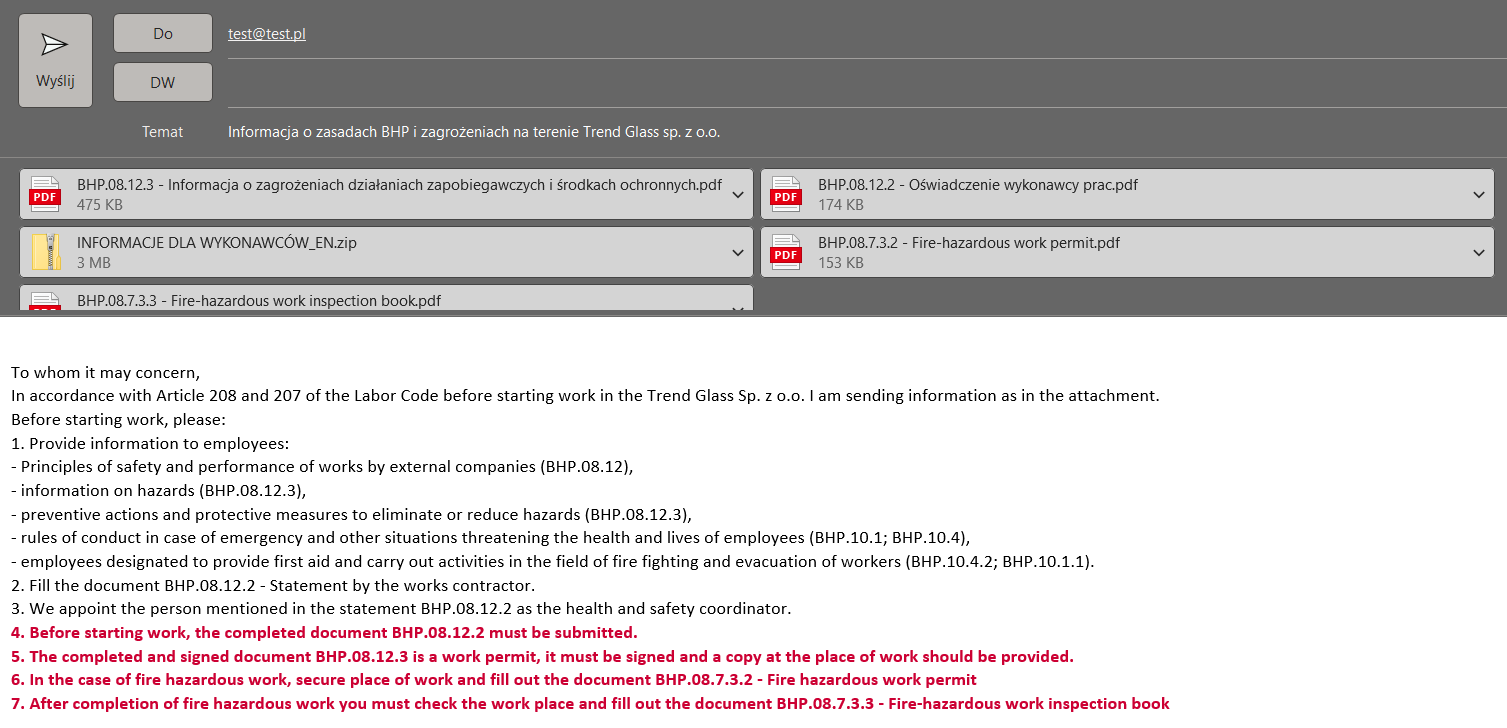 Wyślij
Do
test@test.pl
DW
Temat
Informacja o zasadach BHP i zagrożeniach na terenie Trend Glass sp. z o.o.
PDF
BHP.08.12.3 - Informacja o zagrożeniach działaniach zapobiegawczych i środkach ochronnych.pdf
475 KB
PDF
BHP.08.12.2 - Oświadczenie wykonawcy prac.pdf
174 KB
INFORMACJE DLA WYKONAWCÓW_EN.zip
3 MB
PDF
BHP.08.7.3.2 - Fire-hazardous work permit.pdf
153 KB
BHP.08.7.3.3 - Fire-hazardous work inspection book.pdf
To whom it may concern,
In accordance with Article 208 and 207 of the Labor Code before starting work in the Trend Glass Sp. z o.o. I am sending information as in the attachment.
Before starting work, please:
1. Provide information to employees:
- Principles of safety and performance of works by external companies (BHP.08.12),
- information on hazards (BHP.08.12.3),
- preventive actions and protective measures to eliminate or reduce hazards (BHP.08.12.3),
- rules of conduct in case of emergency and other situations threatening the health and lives of employees (BHP.10.1; BHP.10.4),
- employees designated to provide first aid and carry out activities in the field of fire fighting and evacuation of workers (BHP.10.4.2; BHP.10.1.1).
2. Fill the document BHP.08.12.2 - Statement by the works contractor.
3. We appoint the person mentioned in the statement BHP.08.12.2 as the health and safety coordinator.
4. Before starting work, the completed document BHP.08.12.2 must be submitted.
5. The completed and signed document BHP.08.12.3 is a work permit, it must be signed and a copy at the place of work should be provided.
6. In the case of fire hazardous work, secure place of work and fill out the document BHP.08.7.3.2 - Fire hazardous work permit
7. After completion of fire hazardous work you must check the work place and fill out the document BHP.08.7.3.3 - Fire-hazardous work inspection book